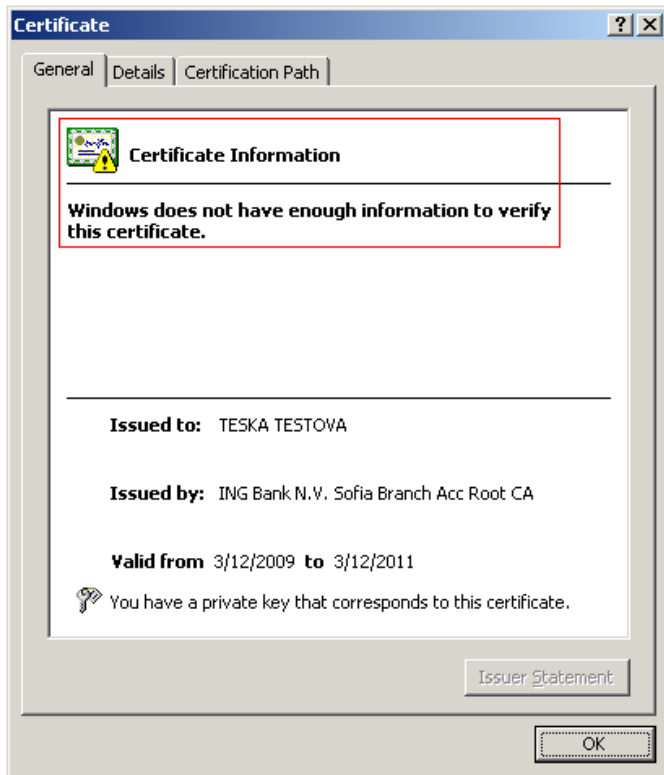 Certificate
General Details Certification Path
Certificate Information
Windows does not have enough information to verify
this certificate.
Issued to: TESKA TESTOVA
Issued by: ING Bank N.V. Sofia Branch Acc Root CA
Valid from 3/12/2009 to 3/12/2011
You have a private key that corresponds to this certificate.
Issuer Statement
OK